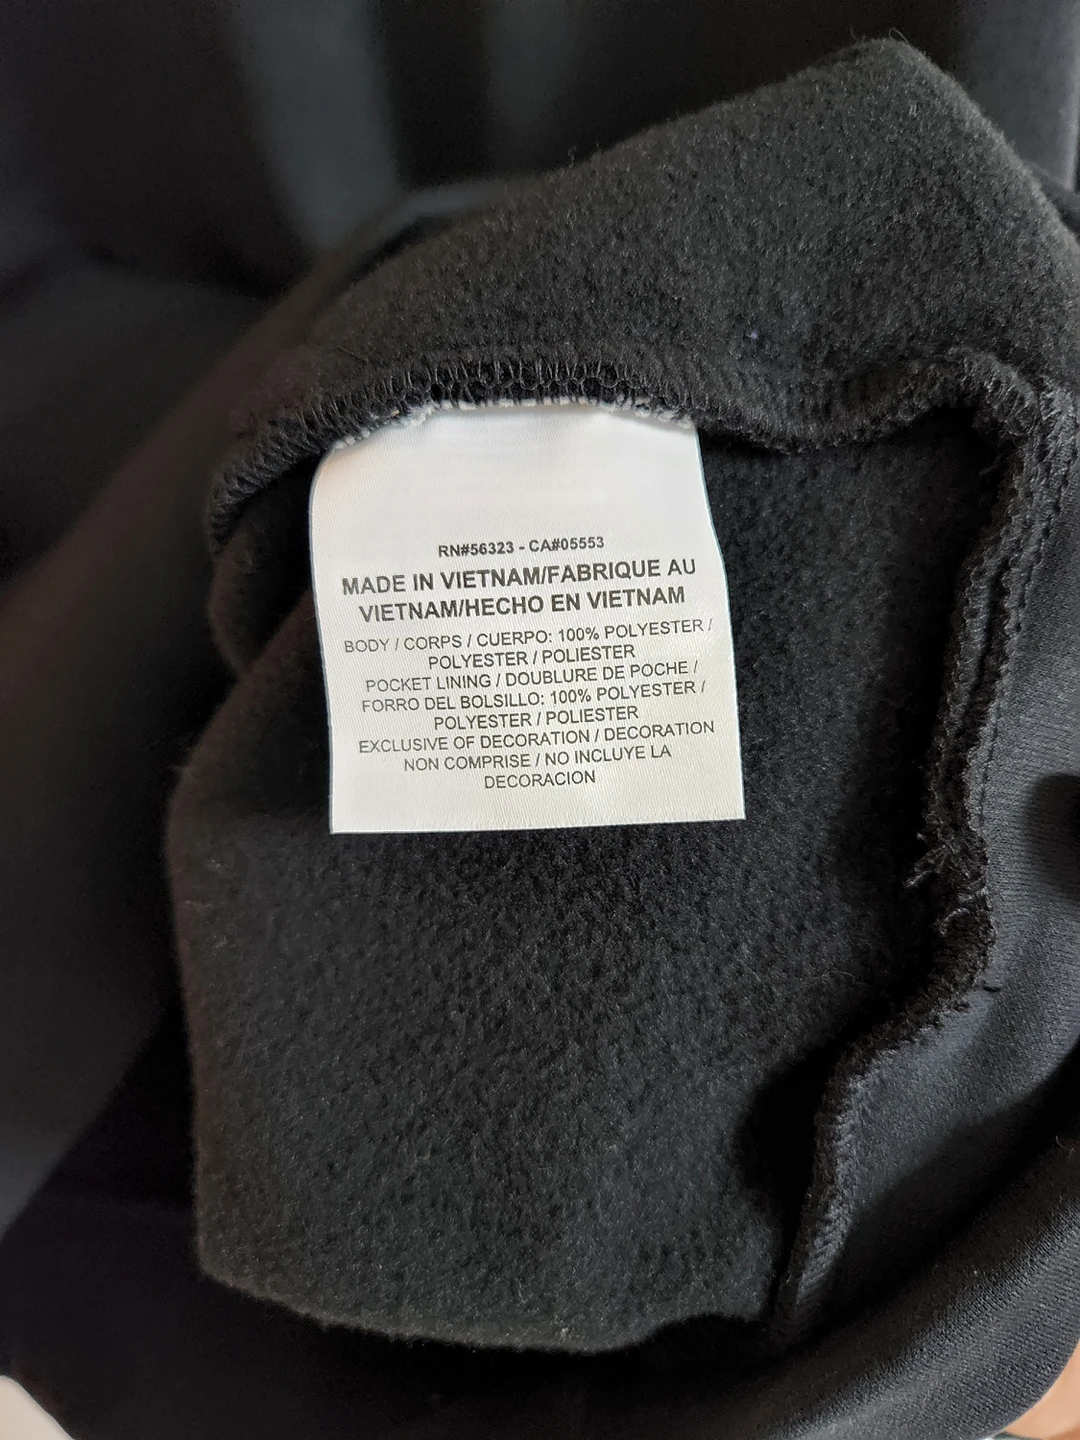 RN#56323 - CA#05553
MADE IN VIETNAM/FABRIQUE AU
VIETNAM/HECHO EN VIETNAM
BODY / CORPS / CUERPO: 100% POLYESTER /
POLYESTER / POLIESTER
POCKET LINING / DOUBLURE DE POCHE /
FORRO DEL BOLSILLO: 100% POLYESTER /
POLYESTER / POLIESTER
EXCLUSIVE OF DECORATION / DECORATION
NON COMPRISE / NO INCLUYE LA
DECORACION